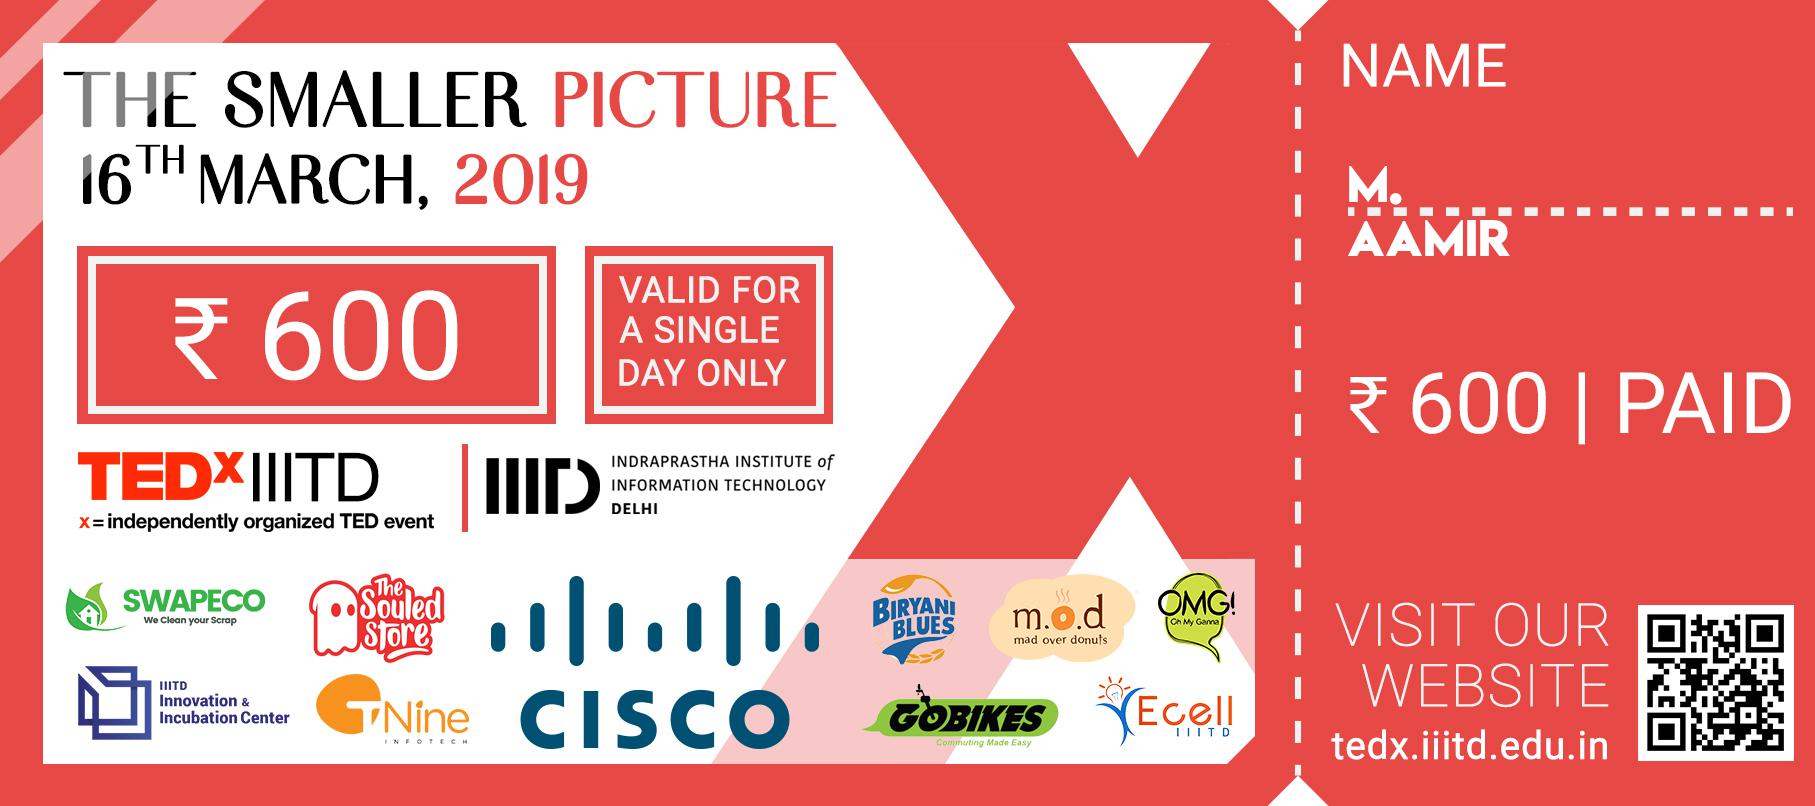 THE SMALLER PICTURE
16TH MARCH, 2019
₹ 600
VALID FOR
A SINGLE
DAY ONLY
TEDx IIITD
x = independently organized TED event
IIITD
INDRAPRASTHA INSTITUTE of
INFORMATION TECHNOLOGY
DELHI
SWAPECO
We Clean your Scrap
The
Souled
Store
CISCO
BIRYANI
BLUES
m.o.d
mad over donuts
OMG!
Oh My Ganna
IIITD
Innovation &
Incubation Center
GTNine
INFOTECH
GOBIKES
Commuting Made Easy
Ecell
IIITD
NAME
M.
AAMIR
₹ 600 | PAID
VISIT OUR
WEBSITE
tedx.iiitd.edu.in